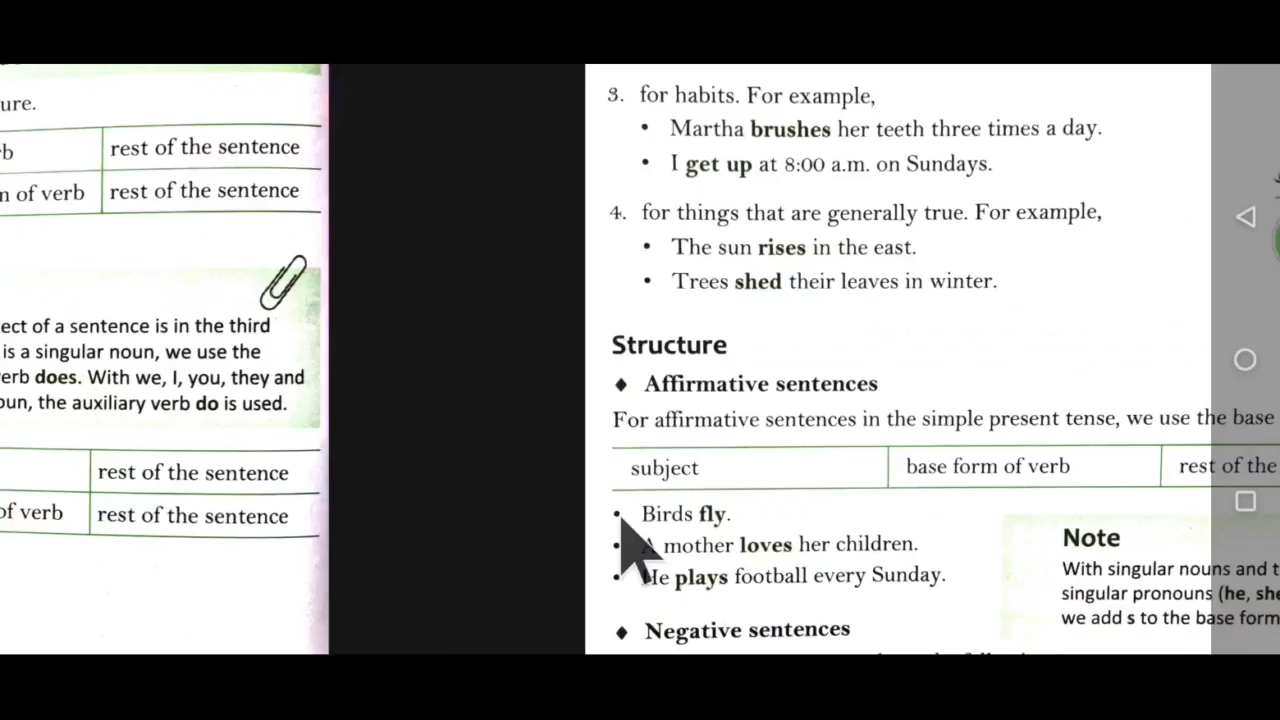 ure.
rb
rest of the sentence
n of verb
rest of the sentence
ect of a sentence is in the third
is a singular noun, we use the
erb does. With we, I, you, they and
oun, the auxiliary verb do is used.
rest of the sentence
of verb
rest of the sentence
3. for habits. For example,
• Martha brushes her teeth three times a day.
• I get up at 8:00 a.m. on Sundays.
4. for things that are generally true. For example,
• The sun rises in the east.
• Trees shed their leaves in winter.
Structure
♦ Affirmative sentences
For affirmative sentences in the simple present tense, we use the base
subject
base form of verb
rest of the
• Birds fly.
• A mother loves her children.
• He plays football every Sunday.
Note
With singular nouns and t
singular pronouns (he, she
we add s to the base form
♦ Negative sentences